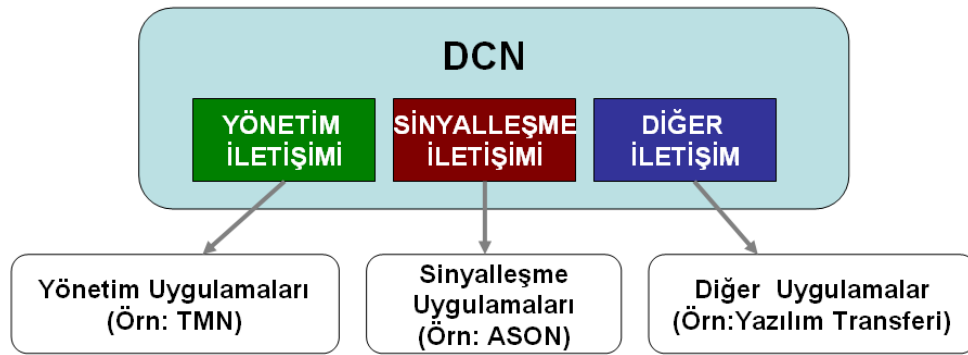 DCN
YÖNETİM
İLETİŞİMİ
SİNYALLEŞME
İLETİŞİMİ
DİĞER
İLETİŞİM
Yönetim Uygulamaları
(Örn: TMN)
Sinyalleşme
Uygulamaları
(Örn: ASON)
Diğer Uygulamalar
(Örn:Yazılım Transferi)